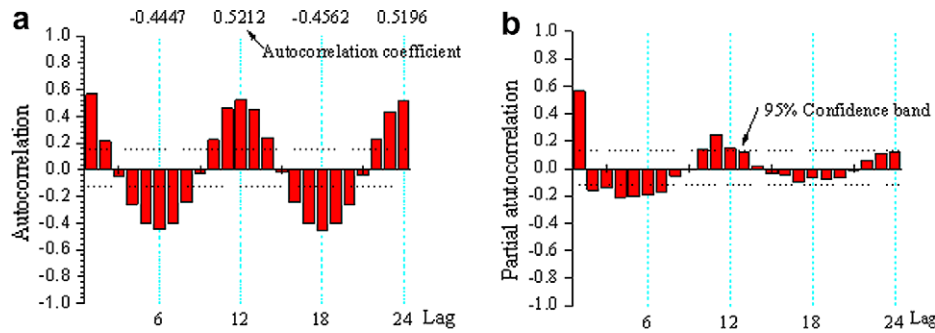 a
-0.4447 0.5212 -0.4562 0.5196
Autocorrelation coefficient
Autocorrelation
1.0
0.8
0.6
0.4
0.2
0.0
-0.2
-0.4
-0.6
-0.8
-1.0
6 12 18 24 Lag
b
95% Confidence band
Partial atutocorrelation
1.0
0.8
0.6
0.4
0.2
0.0
-0.2
-0.4
-0.6
-0.8
-1.0
6 12 18 24 Lag